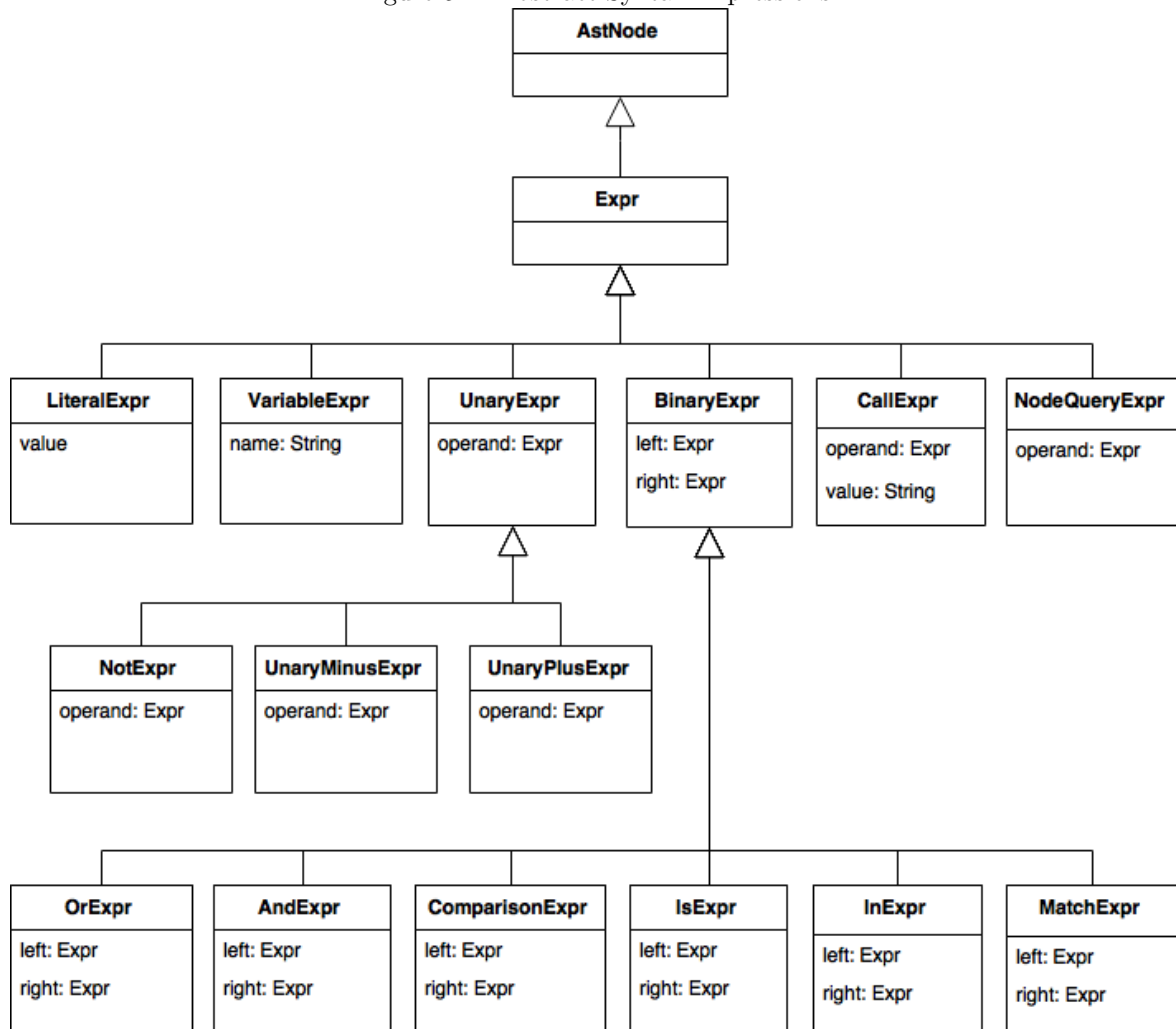 AstNode
Expr
LiteralExpr
value
VariableExpr
name: String
UnaryExpr
operand: Expr
BinaryExpr
left: Expr
right: Expr
CallExpr
operand: Expr
value: String
NodeQueryExpr
operand: Expr
NotExpr
operand: Expr
UnaryMinusExpr
operand: Expr
UnaryPlusExpr
operand: Expr
OrExpr
left: Expr
right: Expr
AndExpr
left: Expr
right: Expr
ComparisonExpr
left: Expr
right: Expr
IsExpr
left: Expr
right: Expr
InExpr
left: Expr
right: Expr
MatchExpr
left: Expr
right: Expr